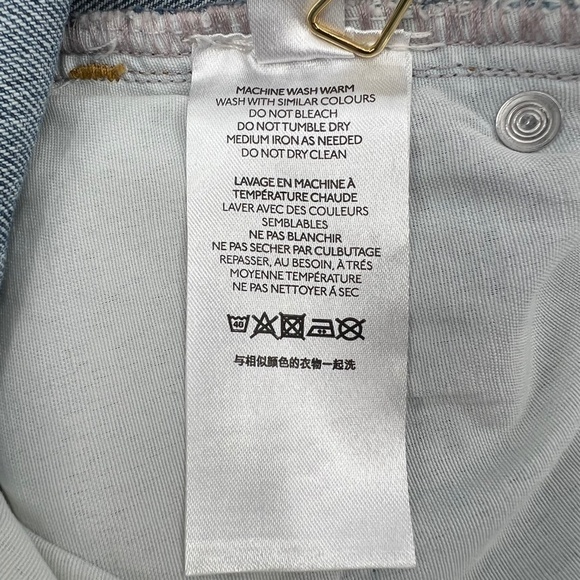 MACHINE WASH WARM
WASH WITH SIMILAR COLOURS
DO NOT BLEACH
DO NOT TUMBLE DRY
MEDIUM IRON AS NEEDED
DO NOT DRY CLEAN
LAVAGE EN MACHINE À
TEMPÉRATURE CHAUDE
LAVER AVEC DES COULEURS
SEMBLABLES
NE PAS BLANCHIR
NE PAS SECHER PAR CULBUTAGE
REPASSER, AU BESOIN, À TRÉS
MOYENNE TEMPÉRATURE
NE PAS NETTOYER Á SEC
40
与相似颜色的衣物一起洗